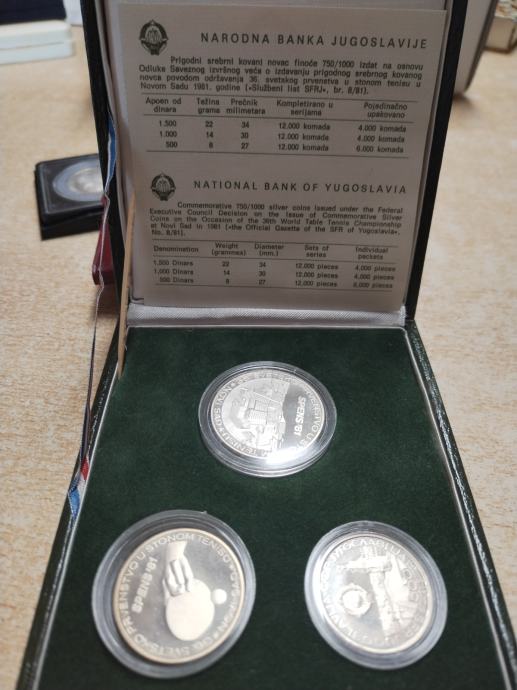 NARODNA BANKA JUGOSLAVIJE
Prigodni srebrni kovani novac finoće 750/1000 izdat na osnovu
Odluke Saveznog izvršnog veća o izdavanju prigodnog srebrnog kovanog
novca povodom održavanja 36. svetskog prvenstva u stonom tenisu u
Novom Sadu 1981. godine (»Službeni list SFRJ«, br. 8/81).
Apoen od dinara Težina grama Prečnik milimetara Kompletirano u serijama Pojedinačno upakovano
1.500 22 34 12.000 komada 4.000 komada
1.000 14 30 12.000 komada 4.000 komada
500 8 27 12.000 komada 6.000 komada
NATIONAL BANK OF YUGOSLAVIA
Commemorative 750/1000 silver coins issued under the Federal
Executive Council Decision on the Issue of Commemorative Silver
Coins on the Occasion of the 36th World Table Tennis Championship
at Novi Sad in 1981 (»the Official Gazette of the SFR of Yugoslavia«,
No. 8/81).
Denomination Weight (grammes) Diameter (mm.) Sets of series Individual packets
1,500 Dinars 22 34 12,000 pieces 4,000 pieces
1,000 Dinars 14 30 12,000 pieces 4,000 pieces
500 Dinars 8 27 12,000 pieces 6,000 pieces
SPENS '81
SPENS '81
PRVENSTVO U STONOM TENISU